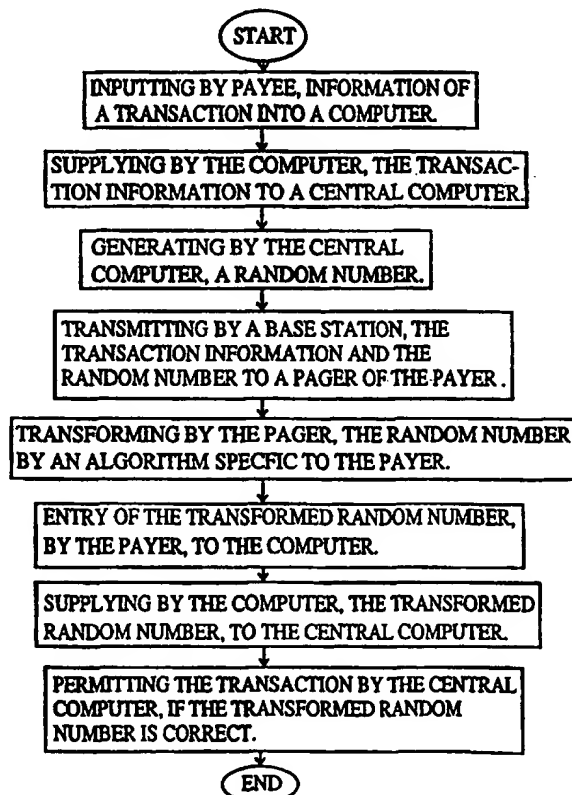 START
INPUTTING BY PAYEE, INFORMATION OF
A TRANSACTION INTO A COMPUTER.
SUPPLYING BY THE COMPUTER, THE TRANSAC-
TION INFORMATION TO A CENTRAL COMPUTER.
GENERATING BY THE CENTRAL
COMPUTER, A RANDOM NUMBER.
TRANSMITTING BY A BASE STATION, THE
TRANSACTION INFORMATION AND THE
RANDOM NUMBER TO A PAGER OF THE PAYER.
TRANSFORMING BY THE PAGER, THE RANDOM NUMBER
BY AN ALGORITHM SPECFIC TO THE PAYER.
ENTRY OF THE TRANSFORMED RANDOM NUMBER,
BY THE PAYER, TO THE COMPUTER.
SUPPLYING BY THE COMPUTER, THE TRANSFORMED
RANDOM NUMBER, TO THE CENTRAL COMPUTER.
PERMITTING THE TRANSACTION BY THE CENTRAL
COMPUTER, IF THE TRANSFORMED RANDOM
NUMBER IS CORRECT.
END